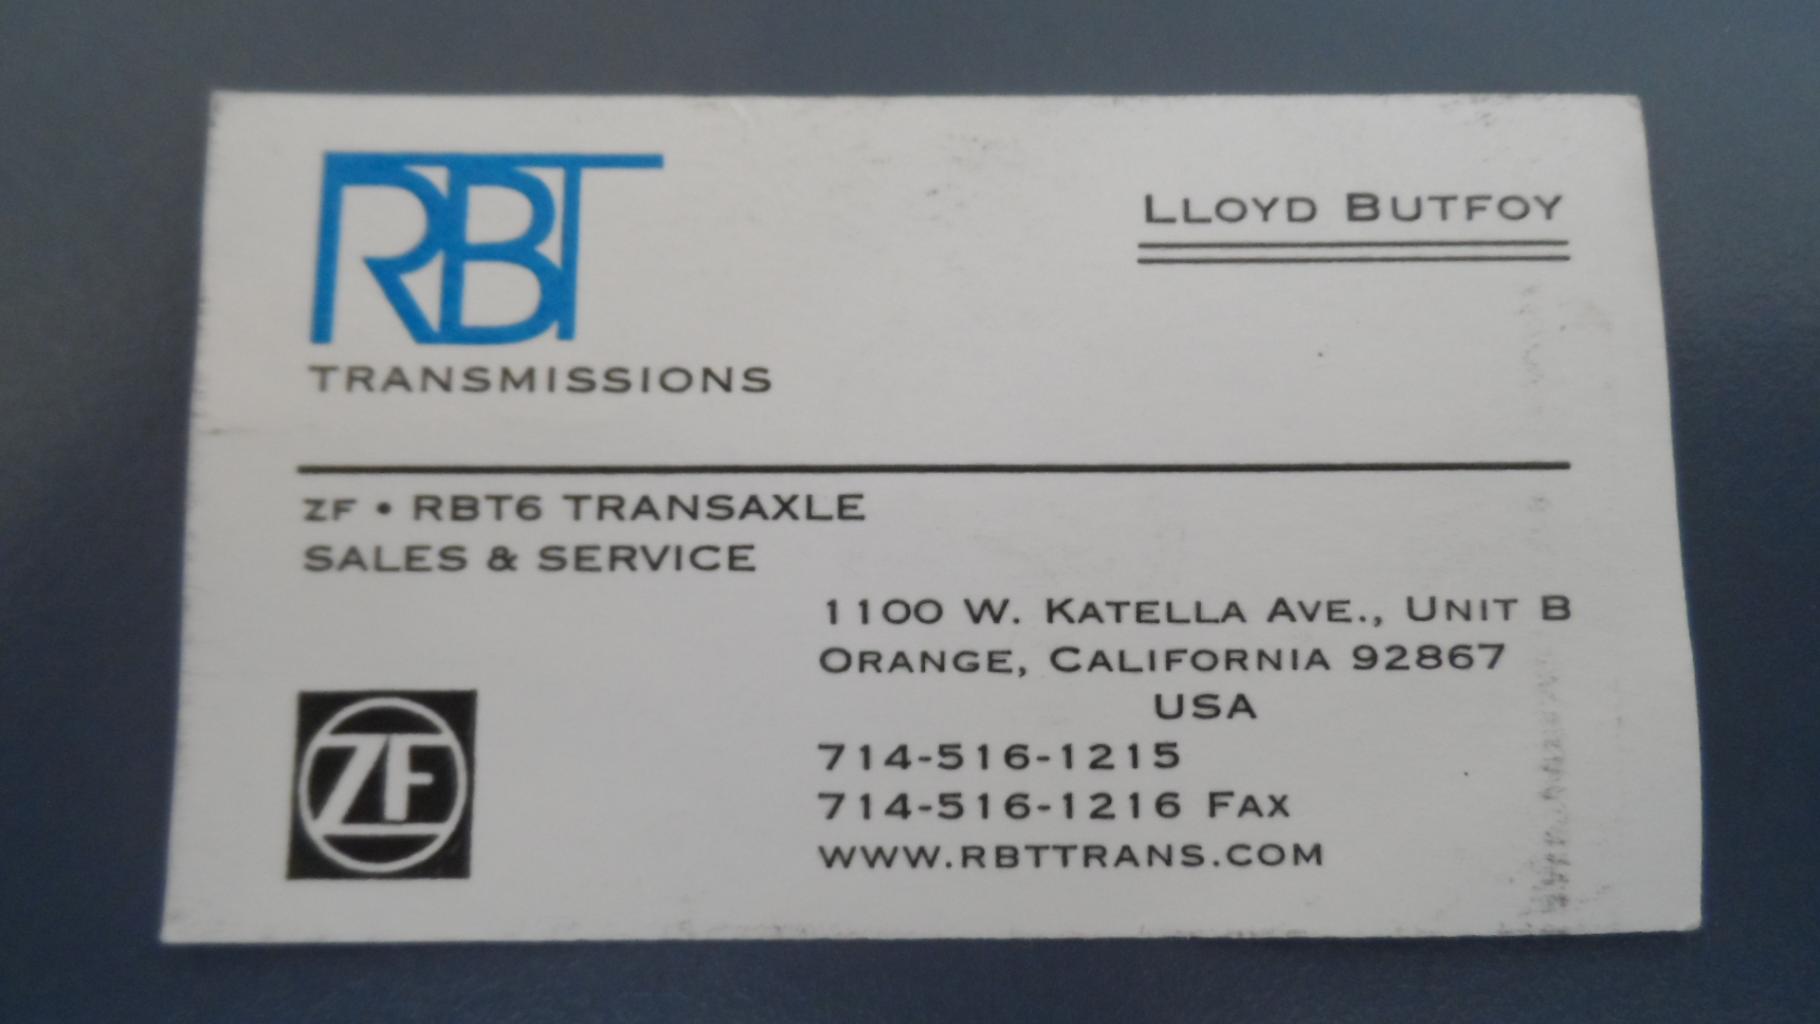 RBT
TRANSMISSIONS
LLOYD BUTFOY
ZF • RBT6 TRANSAXLE
SALES & SERVICE
1100 W. KATELLA AVE., UNIT B
ORANGE, CALIFORNIA 92867
USA
714-516-1215
714-516-1216 FAX
WWW.RBTTRANS.COM
ZF